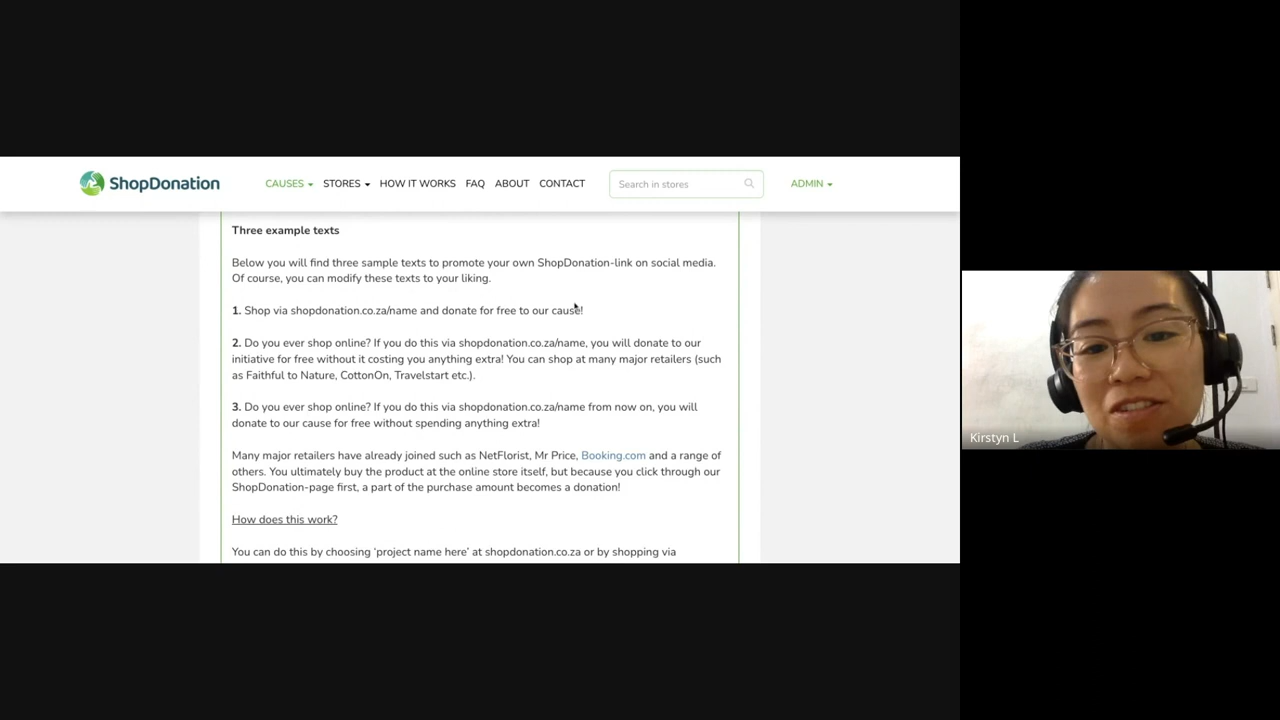 ShopDonation
CAUSES STORES HOW IT WORKS FAQ ABOUT CONTACT Search in stores ADMIN
Three example texts
Below you will find three sample texts to promote your own ShopDonation-link on social media.
Of course, you can modify these texts to your liking.
1. Shop via shopdonation.co.za/name and donate for free to our cause!
2. Do you ever shop online? If you do this via shopdonation.co.za/name, you will donate to our
initiative for free without it costing you anything extra! You can shop at many major retailers (such
as Faithful to Nature, CottonOn, Travelstart etc.).
3. Do you ever shop online? If you do this via shopdonation.co.za/name from now on, you will
donate to our cause for free without spending anything extra!
Many major retailers have already joined such as NetFlorist, Mr Price, Booking.com and a range of
others. You ultimately buy the product at the online store itself, but because you click through our
ShopDonation-page first, a part of the purchase amount becomes a donation!
How does this work?
You can do this by choosing ‘project name here’ at shopdonation.co.za or by shopping via
Kirstyn L